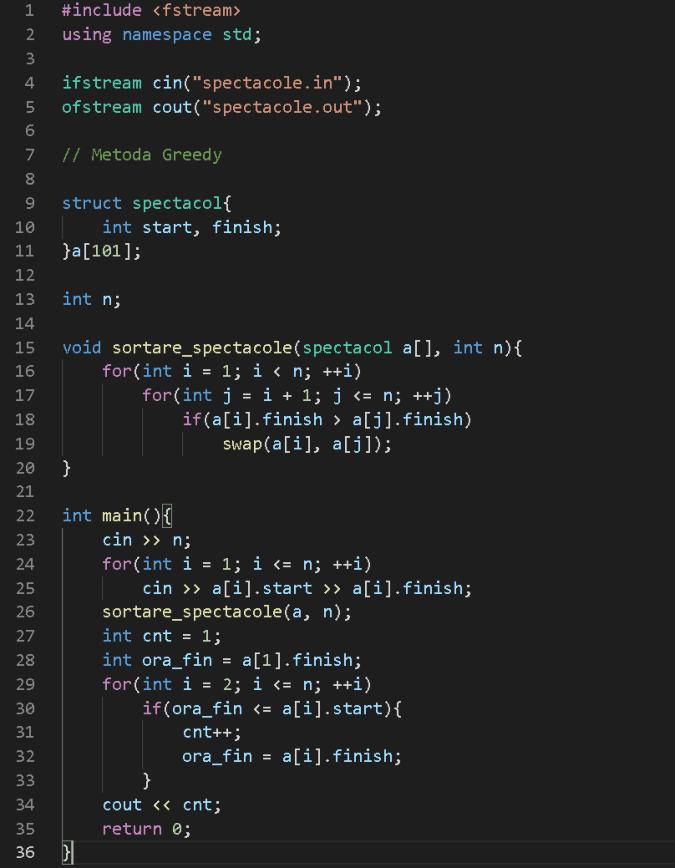 1 #include <fstream>
2 using namespace std;
3
4 ifstream cin("spectacole.in");
5 ofstream cout("spectacole.out");
6
7 // Metoda Greedy
8
9 struct spectacol{
10     int start, finish;
11 }a[101];
12
13 int n;
14
15 void sortare_spectacole(spectacol a[], int n){
16     for(int i = 1; i < n; ++i)
17         for(int j = i + 1; j <= n; ++j)
18             if(a[i].finish > a[j].finish)
19                 swap(a[i], a[j]);
20 }
21
22 int main(){
23     cin >> n;
24     for(int i = 1; i <= n; ++i)
25         cin >> a[i].start >> a[i].finish;
26     sortare_spectacole(a, n);
27     int cnt = 1;
28     int ora_fin = a[1].finish;
29     for(int i = 2; i <= n; ++i)
30         if(ora_fin <= a[i].start){
31             cnt++;
32             ora_fin = a[i].finish;
33         }
34     cout << cnt;
35     return 0;
36 }